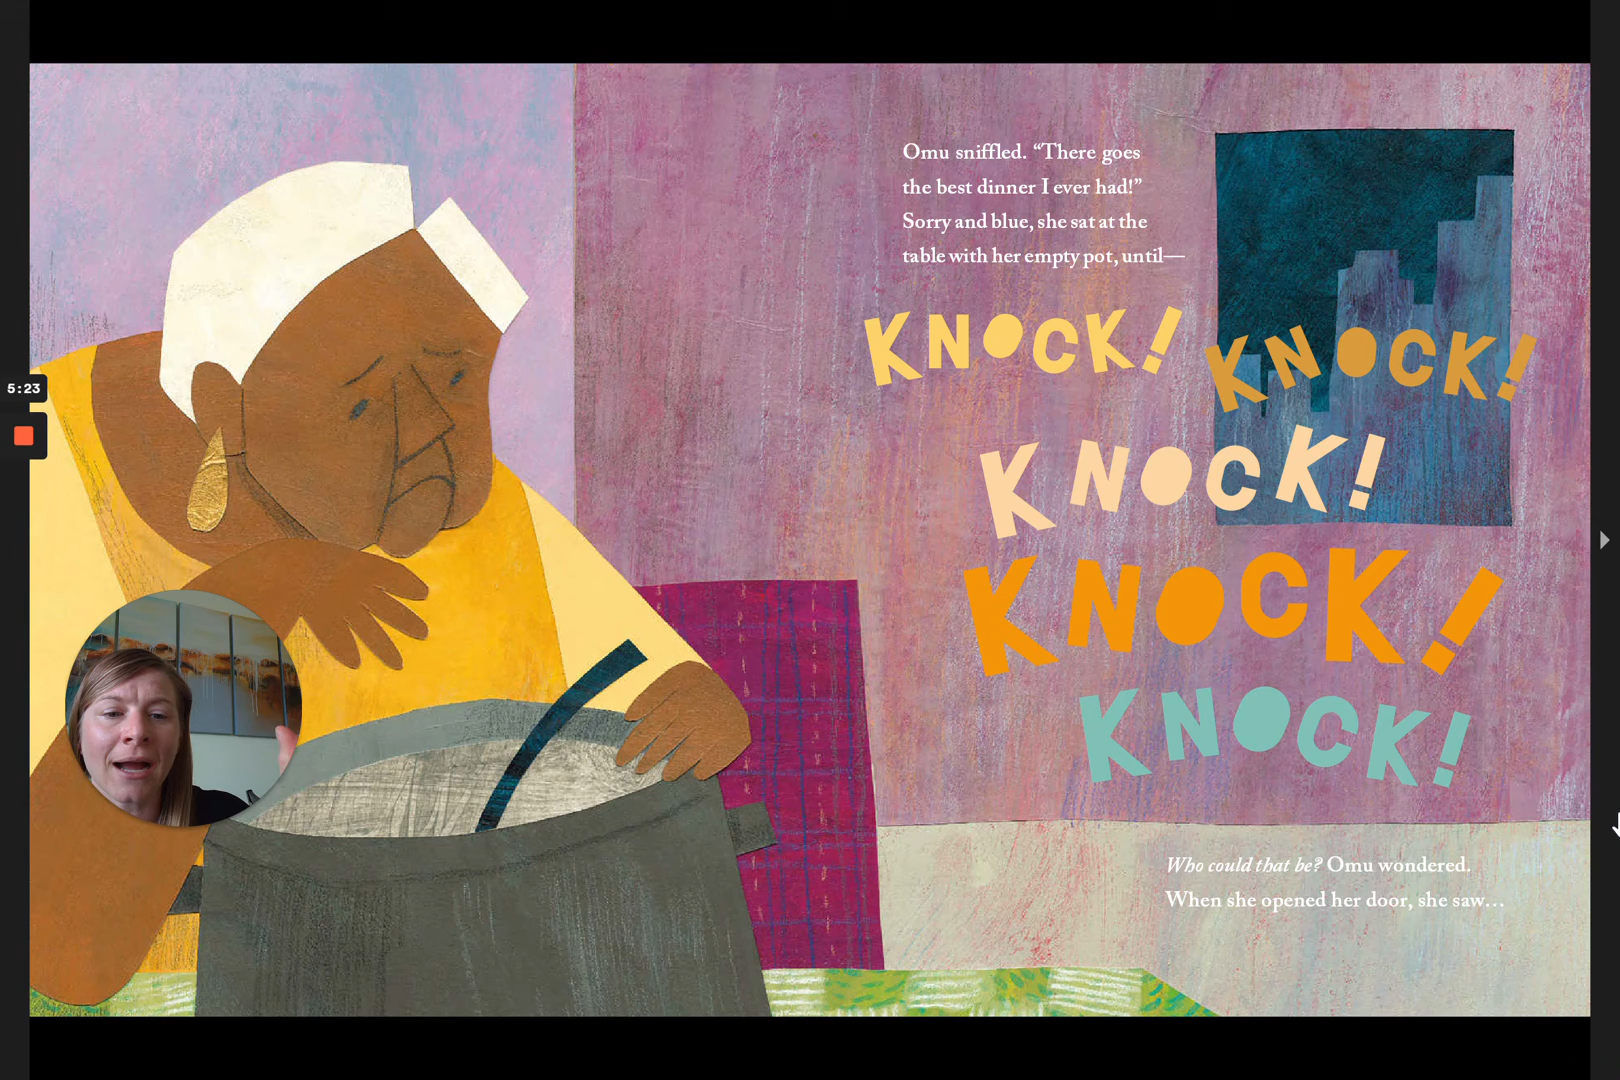 Omu sniffled. “There goes
the best dinner I ever had!”
Sorry and blue, she sat at the
table with her empty pot, until—
KNOCK! KNOCK!
KNOCK!
KNOCK!
KNOCK!
5:23
Who could that be? Omu wondered.
When she opened her door, she saw…